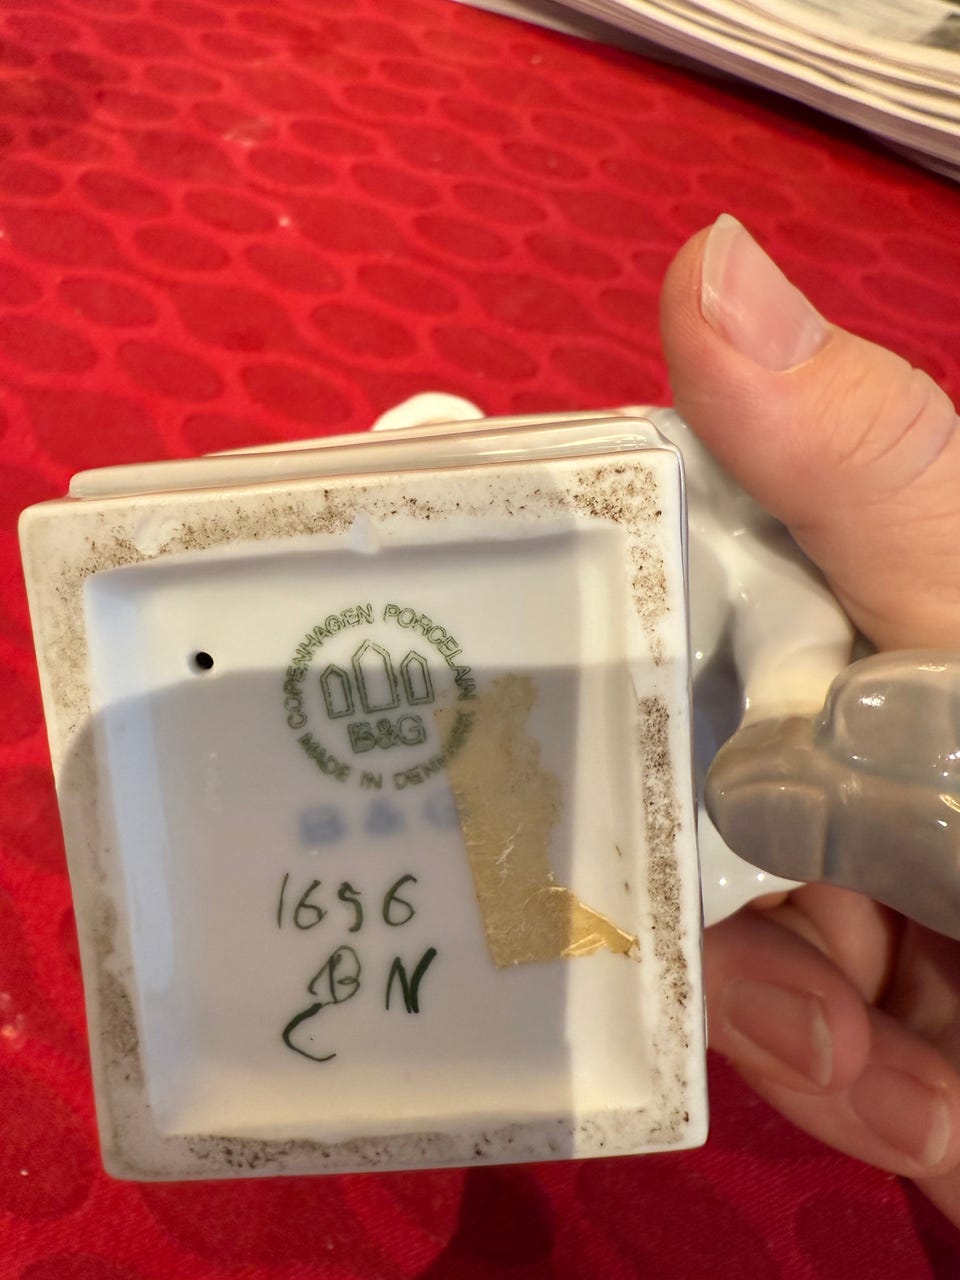 COPENHAGEN PORCELAIN
B&G
MADE IN DENMARK
1656
B N